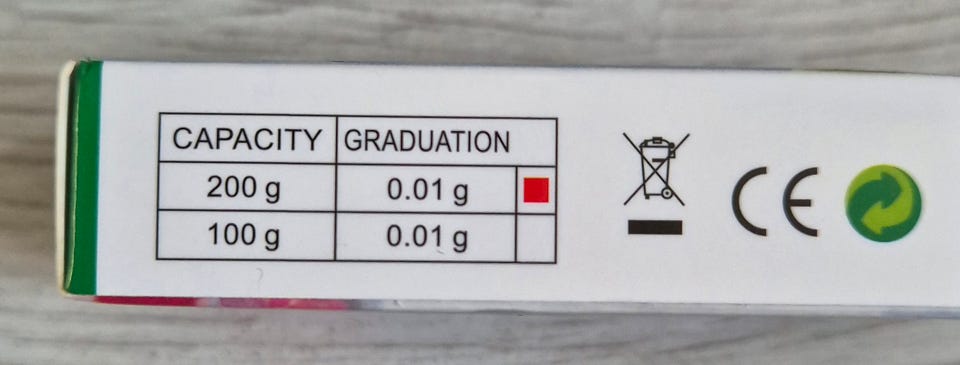 CAPACITY GRADUATION
200 g 0.01 g
100 g 0.01 g
CE